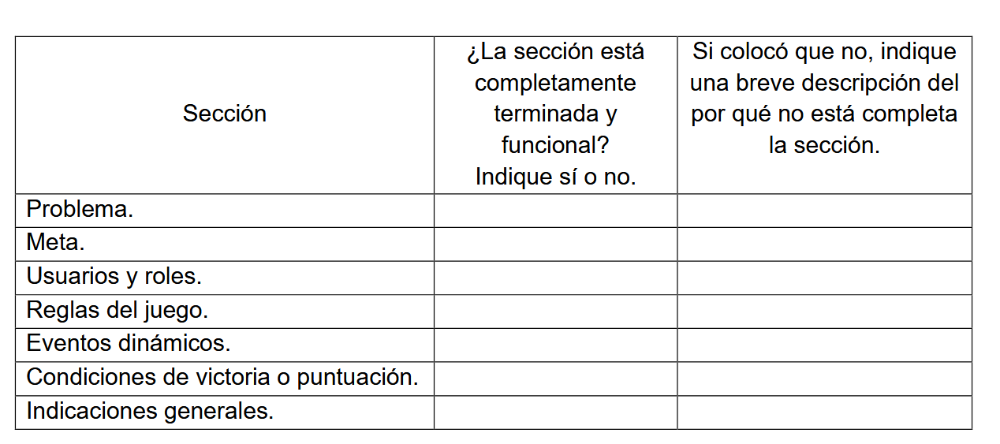 Sección
¿La sección está
completamente
terminada y
funcional?
Indique sí o no.
Si colocó que no, indique
una breve descripción del
por qué no está completa
la sección.
Problema.
Meta.
Usuarios y roles.
Reglas del juego.
Eventos dinámicos.
Condiciones de victoria o puntuación.
Indicaciones generales.